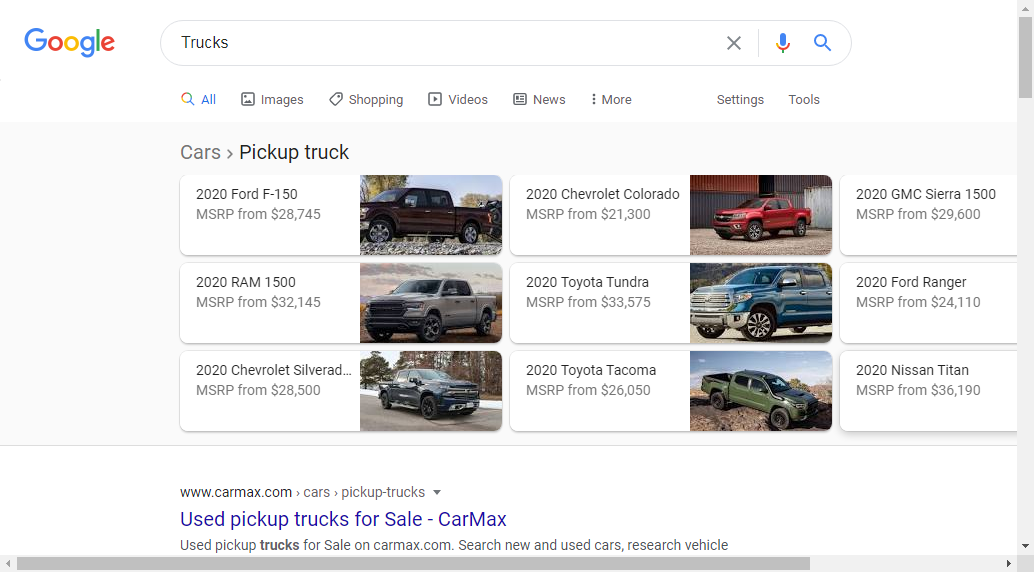 Google
Trucks
All Images Shopping Videos News More Settings Tools
Cars › Pickup truck
2020 Ford F-150
MSRP from $28,745
2020 Chevrolet Colorado
MSRP from $21,300
2020 GMC Sierra 1500
MSRP from $29,600
2020 RAM 1500
MSRP from $32,145
2020 Toyota Tundra
MSRP from $33,575
2020 Ford Ranger
MSRP from $24,110
2020 Chevrolet Silverad...
MSRP from $28,500
2020 Toyota Tacoma
MSRP from $26,050
2020 Nissan Titan
MSRP from $36,190
www.carmax.com › cars › pickup-trucks
Used pickup trucks for Sale - CarMax
Used pickup trucks for Sale on carmax.com. Search new and used cars, research vehicle